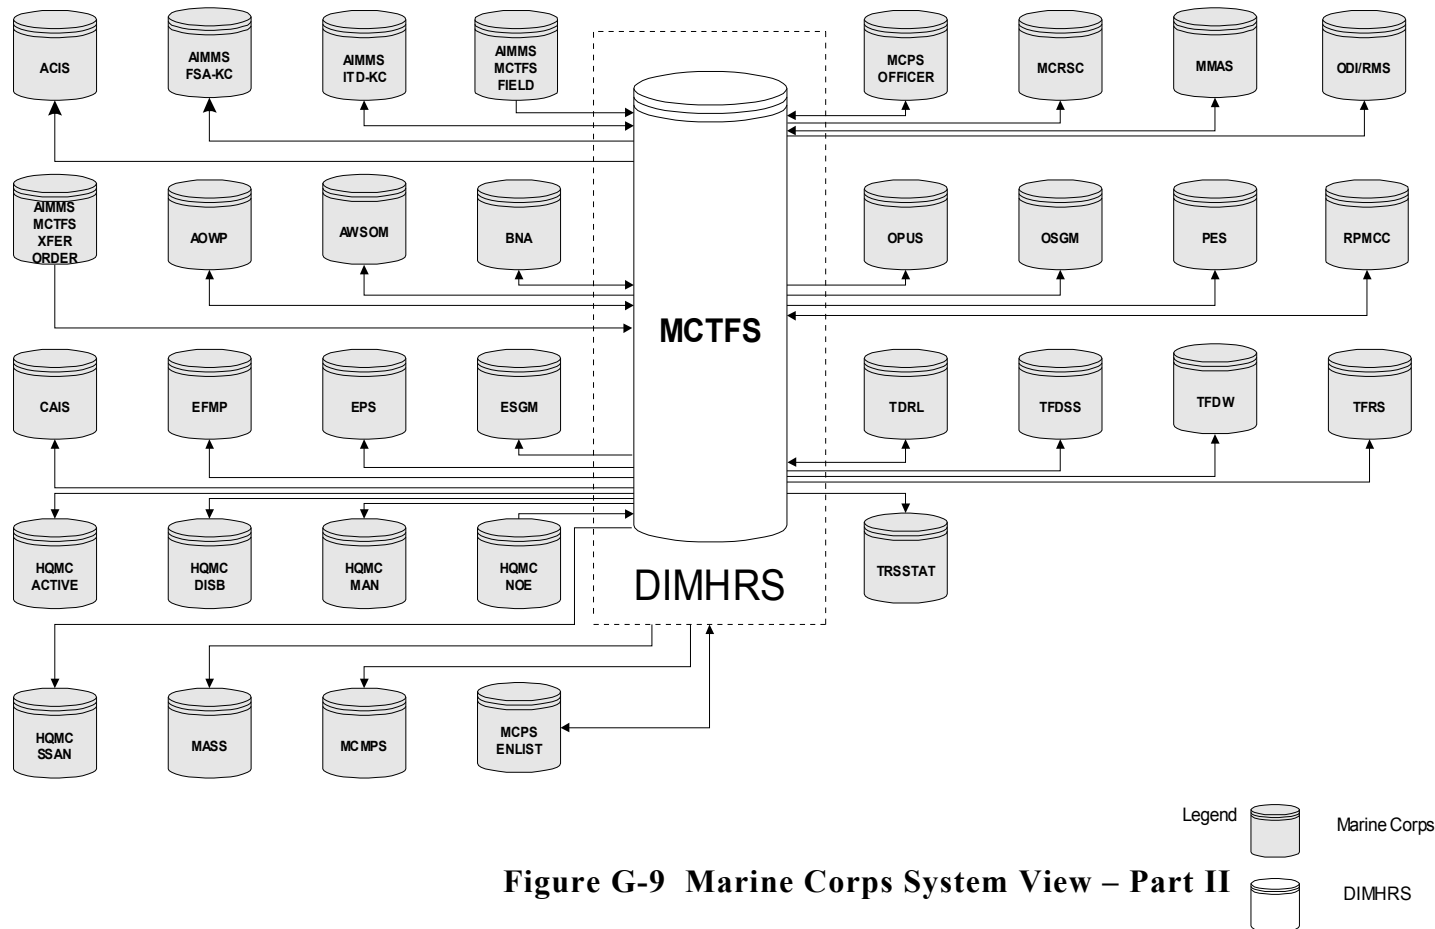 ACIS
AIMMS
FSA-KC
AIMMS
ITD-KC
AIMMS
MCTFS
FIELD
MCPS
OFFICER
MCRSC
MMAS
ODI/RMS
AIMMS
MCTFS
XFER
ORDER
AOWP
AWSOM
BNA
OPUS
OSGM
PES
RPMCC
MCTFS
CAIS
EFMP
EPS
ESGM
TDRL
TFDSS
TFDW
TFRS
HQMC
ACTIVE
HQMC
DISB
HQMC
MAN
HQMC
NOE
DIMHRS
TRSSTAT
HQMC
SSAN
MASS
MCMPS
MCPS
ENLIST
Legend
Marine Corps
Figure G-9 Marine Corps System View – Part II
DIMHRS